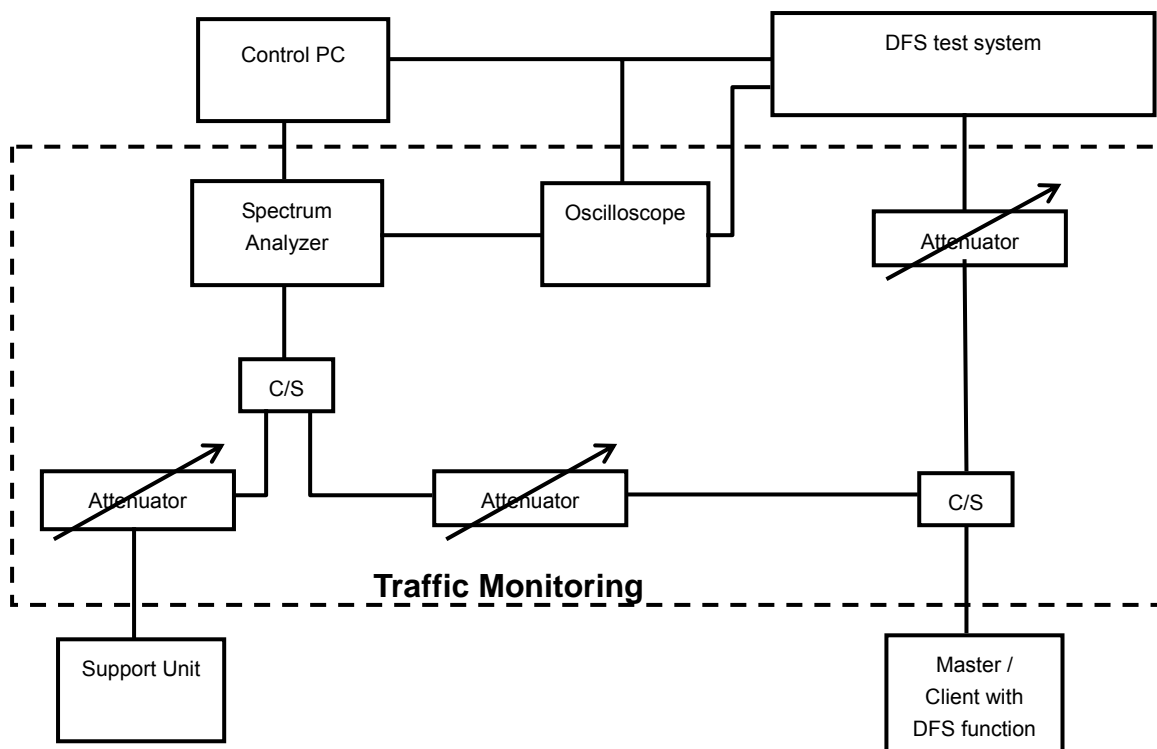 Control PC
DFS test system
Spectrum
Analyzer
Oscilloscope
Attenuator
C/S
Attenuator
Attenuator
C/S
Traffic Monitoring
Support Unit
Master /
Client with
DFS function